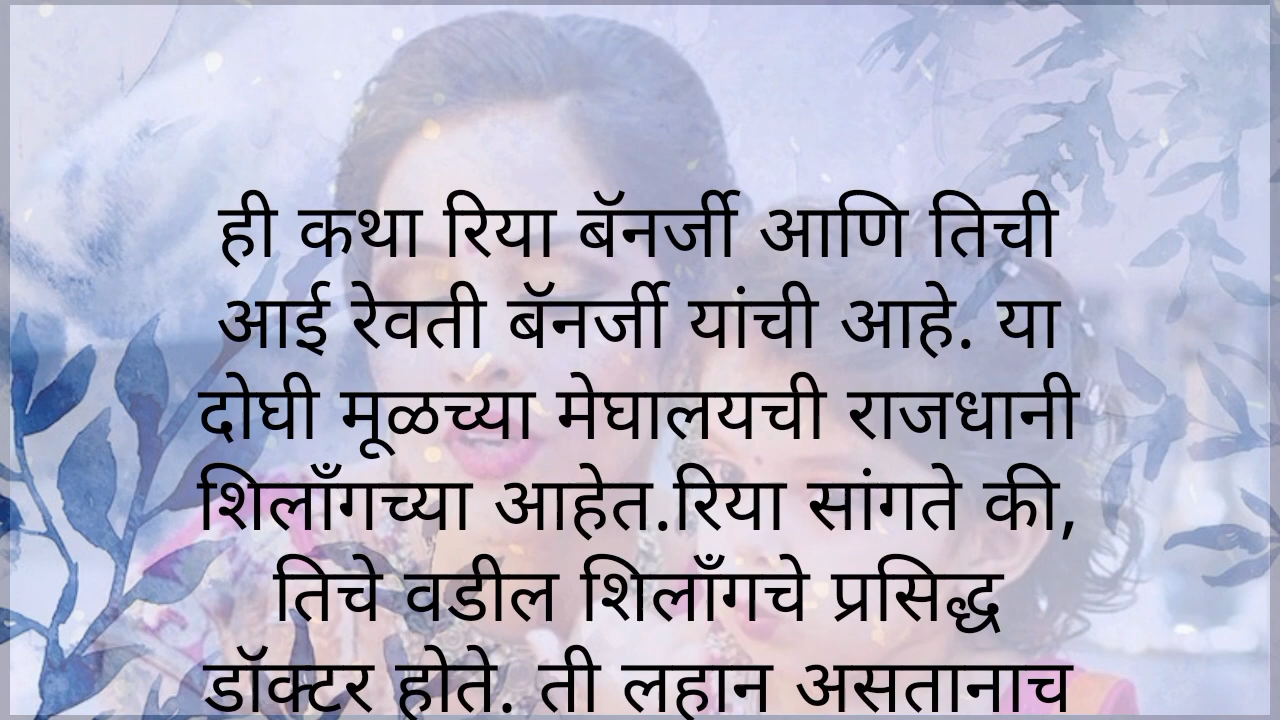 ही कथा रिया बॅनर्जी आणि तिची
आई रेवती बॅनर्जी यांची आहे. या
दोघी मूळच्या मेघालयची राजधानी
शिलाँगच्या आहेत.रिया सांगते की,
तिचे वडील शिलाँगचे प्रसिद्ध
डॉक्टर होते. ती लहान असतानाच